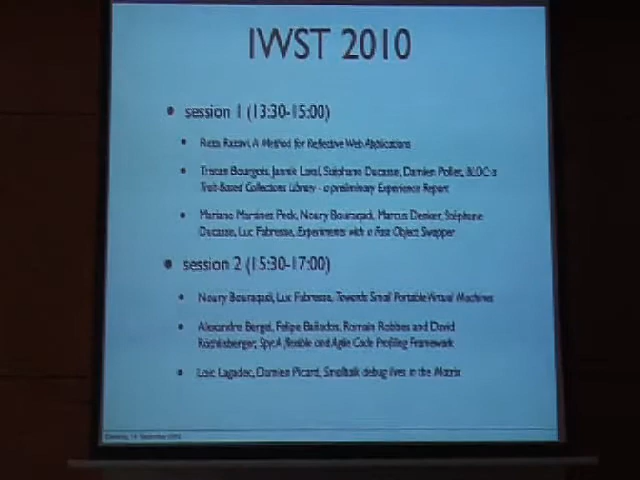 IWST 2010
• session 1 (13:30-15:00)
• Reza Razavi, A Method for Reflective Web Applications
• Tristan Bourgois, Jannik Laval, Stéphane Ducasse, Damien Pollet, BLOC: a
Trait-Based Collections Library - a preliminary Experience Report
• Mariano Martinez Peck, Noury Bouraqadi, Marcus Denker, Stéphane
Ducasse, Luc Fabresse, Experiments with a Fast Object Swapper
• session 2 (15:30-17:00)
• Noury Bouraqadi, Luc Fabresse, Towards Small Portable Virtual Machines
• Alexandre Bergel, Felipe Bañados, Romain Robbes and David
Röthlisberger, Spy: A flexible and Agile Code Profiling Framework
• Loic Lagadec, Damien Picard, Smalltalk debug lives in the Matrix